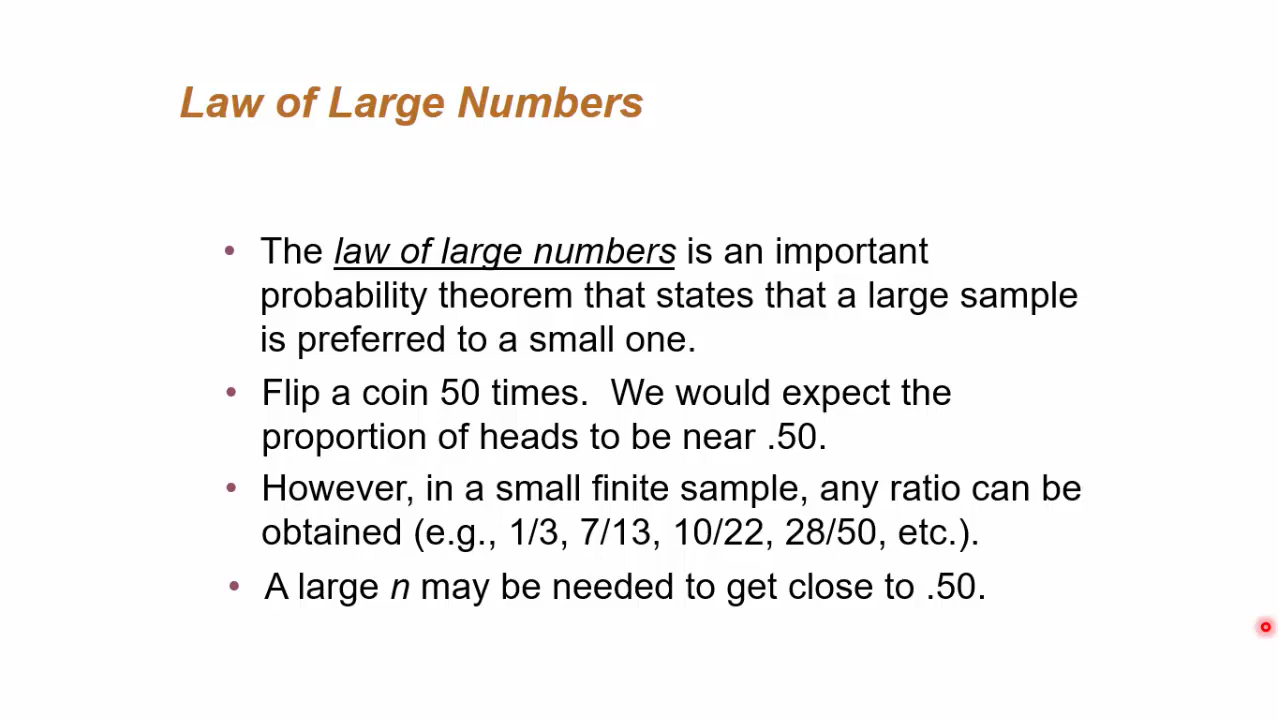 Law of Large Numbers
• The law of large numbers is an important
probability theorem that states that a large sample
is preferred to a small one.
• Flip a coin 50 times.  We would expect the
proportion of heads to be near .50.
• However, in a small finite sample, any ratio can be
obtained (e.g., 1/3, 7/13, 10/22, 28/50, etc.).
• A large n may be needed to get close to .50.